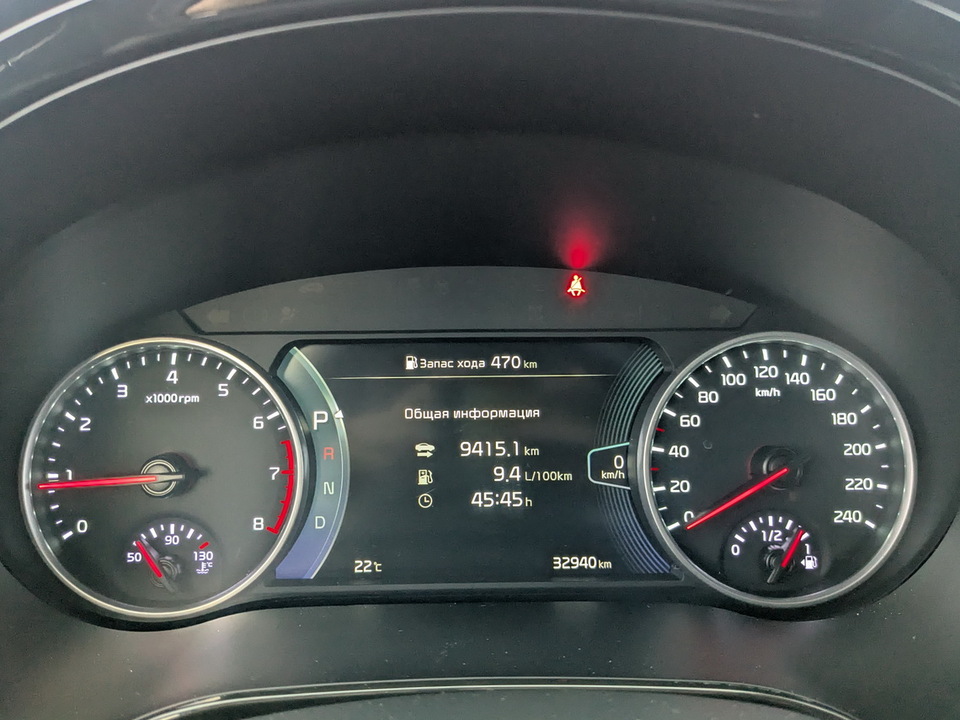 Запас хода 470 km
Общая информация
9415.1 km
9.4 L/100km
45:45 h
22°c
32940 km
P
R
N
D
0
km/h
0
1
2
3
4
5
6
7
8
x1000rpm
50
90
130
°C
0
20
40
60
80
100
120
140
160
180
200
220
240
km/h
0
1/2
1